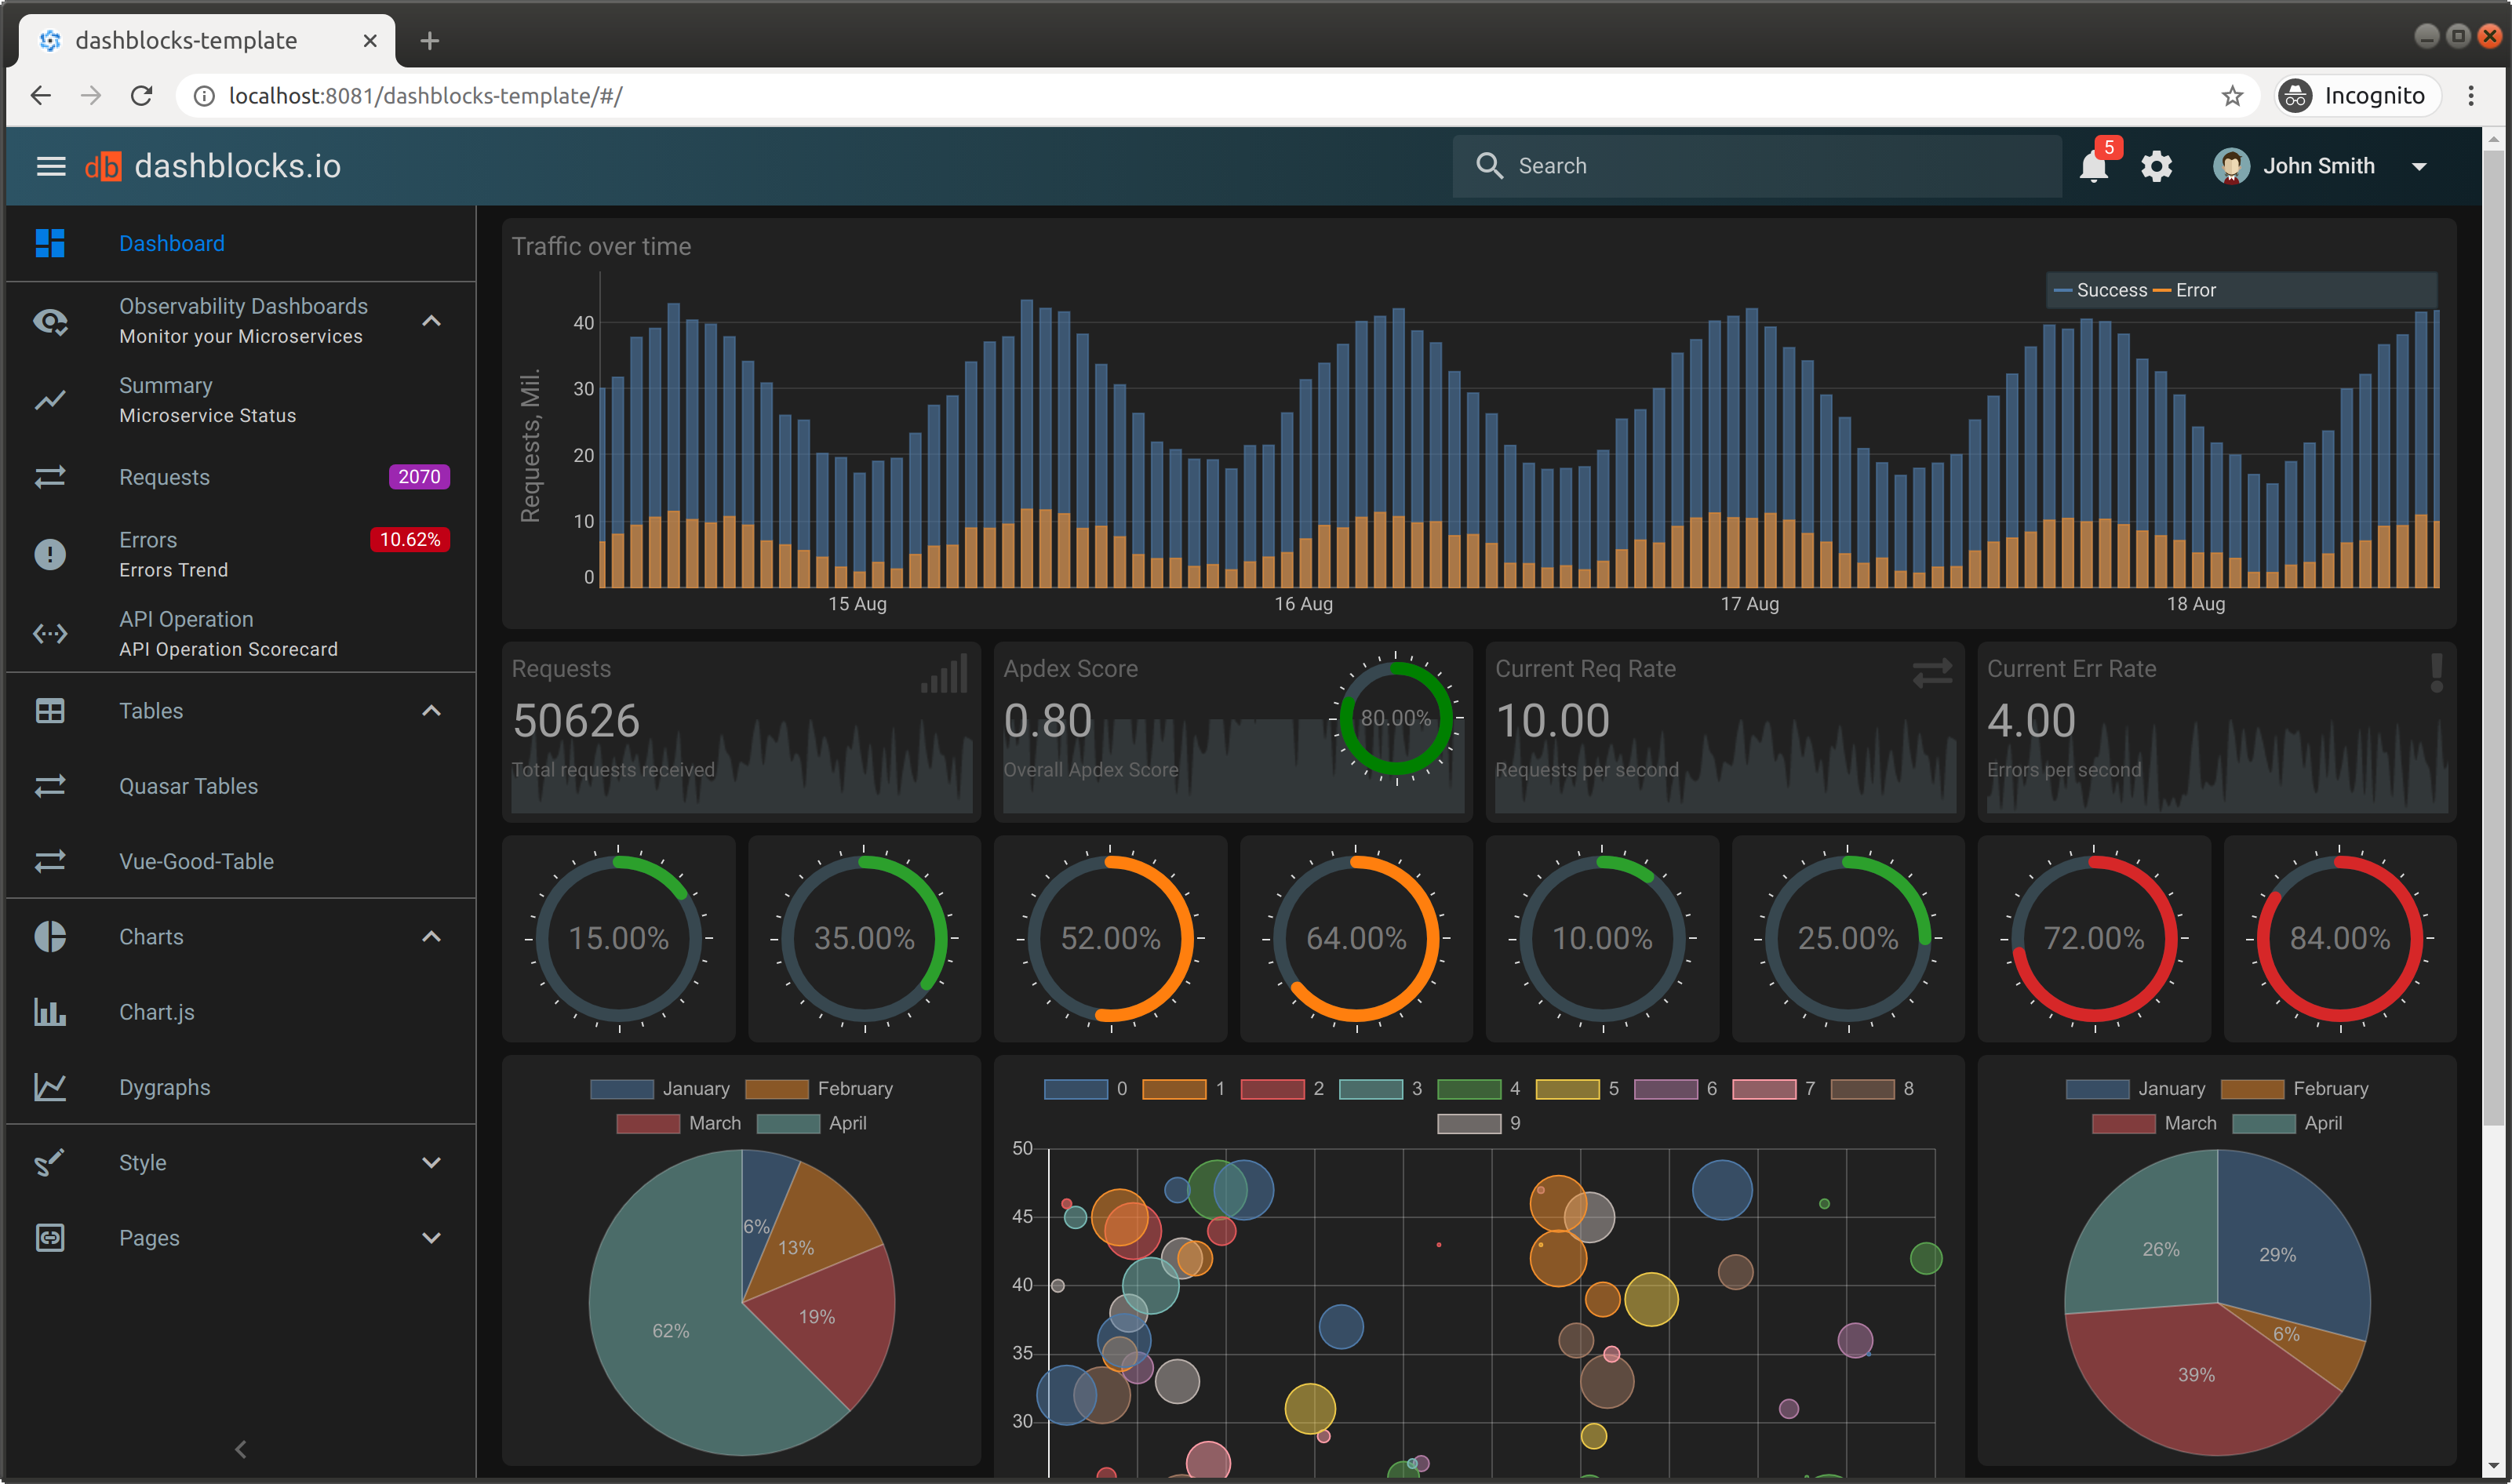 dashblocks-template
localhost:8081/dashblocks-template/#/
Incognito
db dashblocks.io
Search
5
John Smith
Dashboard
Observability Dashboards
Monitor your Microservices
Summary
Microservice Status
Requests 2070
Errors 10.62%
Errors Trend
API Operation
API Operation Scorecard
Tables
Quasar Tables
Vue-Good-Table
Charts
Chart.js
Dygraphs
Style
Pages
Traffic over time
Success Error
Requests, Mil.
40
30
20
10
0
15 Aug 16 Aug 17 Aug 18 Aug
Requests
50626
Total requests received
Apdex Score
0.80
Overall Apdex Score
80.00%
Current Req Rate
10.00
Requests per second
Current Err Rate
4.00
Errors per second
15.00% 35.00% 52.00% 64.00% 10.00% 25.00% 72.00% 84.00%
January February
March April
6%
13%
19%
62%
0 1 2 3 4 5 6 7 8
9
50
45
40
35
30
January February
March April
26%
29%
6%
39%